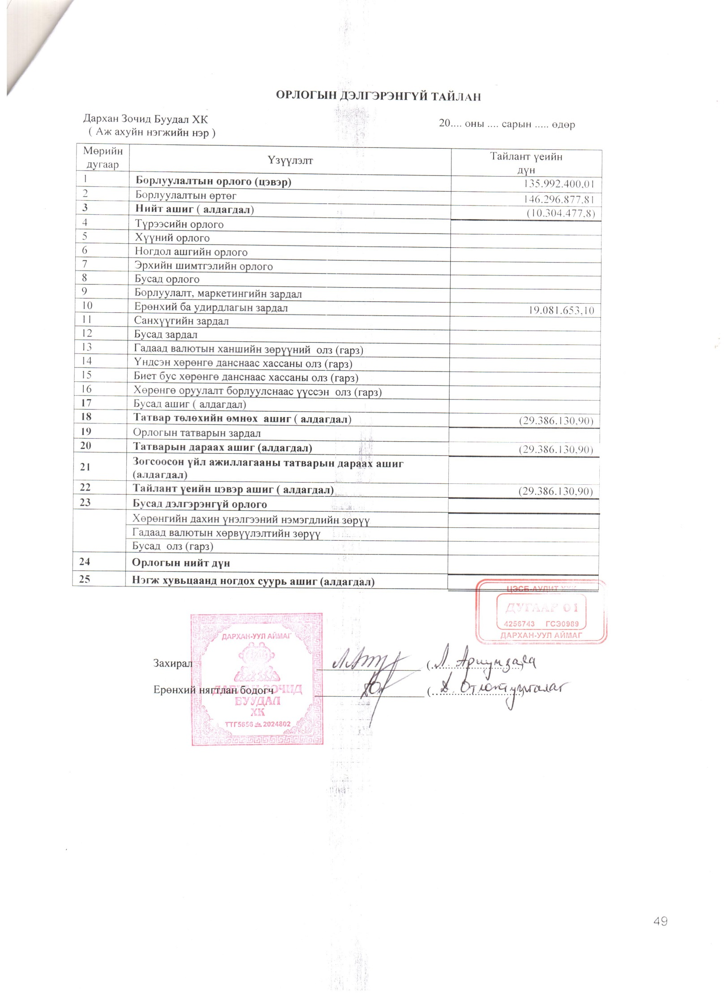 ОРЛОГЫН ДЭЛГЭРЭНГҮЙ ТАЙЛАН
Дархан Зочид Буудал ХК
20.... оны .... сарын ..... өдөр
( Аж ахуйн нэгжийн нэр )
Мөрийн дугаар Үзүүлэлт Тайлант үеийн дүн
1 Борлуулалтын орлого (цэвэр) 135.992.400,01
2 Борлуулалтын өртөг 146.296.877.81
3 Нийт ашиг ( алдагдал) (10.304.477,8)
4 Түрээсийн орлого
5 Хүүний орлого
6 Ногдол ашгийн орлого
7 Эрхийн шимтгэлийн орлого
8 Бусад орлого
9 Борлуулалт, маркетингийн зардал
10 Ерөнхий ба удирдлагын зардал 19.081.653,10
11 Санхүүгийн зардал
12 Бусад зардал
13 Гадаад валютын ханшийн зөрүүний олз (гарз)
14 Үндсэн хөрөнгө данснаас хассаны олз (гарз)
15 Биет бус хөрөнгө данснаас хассаны олз (гарз)
16 Хөрөнгө оруулалт борлуулснаас үүссэн олз (гарз)
17 Бусад ашиг ( алдагдал)
18 Татвар төлөхийн өмнөх ашиг ( алдагдал) (29.386.130,90)
19 Орлогын татварын зардал
20 Татварын дараах ашиг (алдагдал) (29.386.130,90)
21 Зогсоосон үйл ажиллагааны татварын дараах ашиг
(алдагдал)
22 Тайлант үеийн цэвэр ашиг ( алдагдал) (29.386.130,90)
23 Бусад дэлгэрэнгүй орлого
Хөрөнгийн дахин үнэлгээний нэмэгдлийн зөрүү
Гадаад валютын хөрвүүлэлтийн зөрүү
Бусад олз (гарз)
24 Орлогын нийт дүн
25 Нэгж хувьцаанд ногдох суурь ашиг (алдагдал)
ЦЭСБ-АУДИТ ХХК
ДУГААР 01
4256743 ГСЭ0989
ДАРХАН-УУЛ АЙМАГ
ДАРХАН-УУЛ АЙМАГ
Захирал (Л. )
Ерөнхий нягтлан бодогч (Д. )
ДАРХАН ЗОЧИД
БУУДАЛ
ХК
ТТГ5656 2024802
49